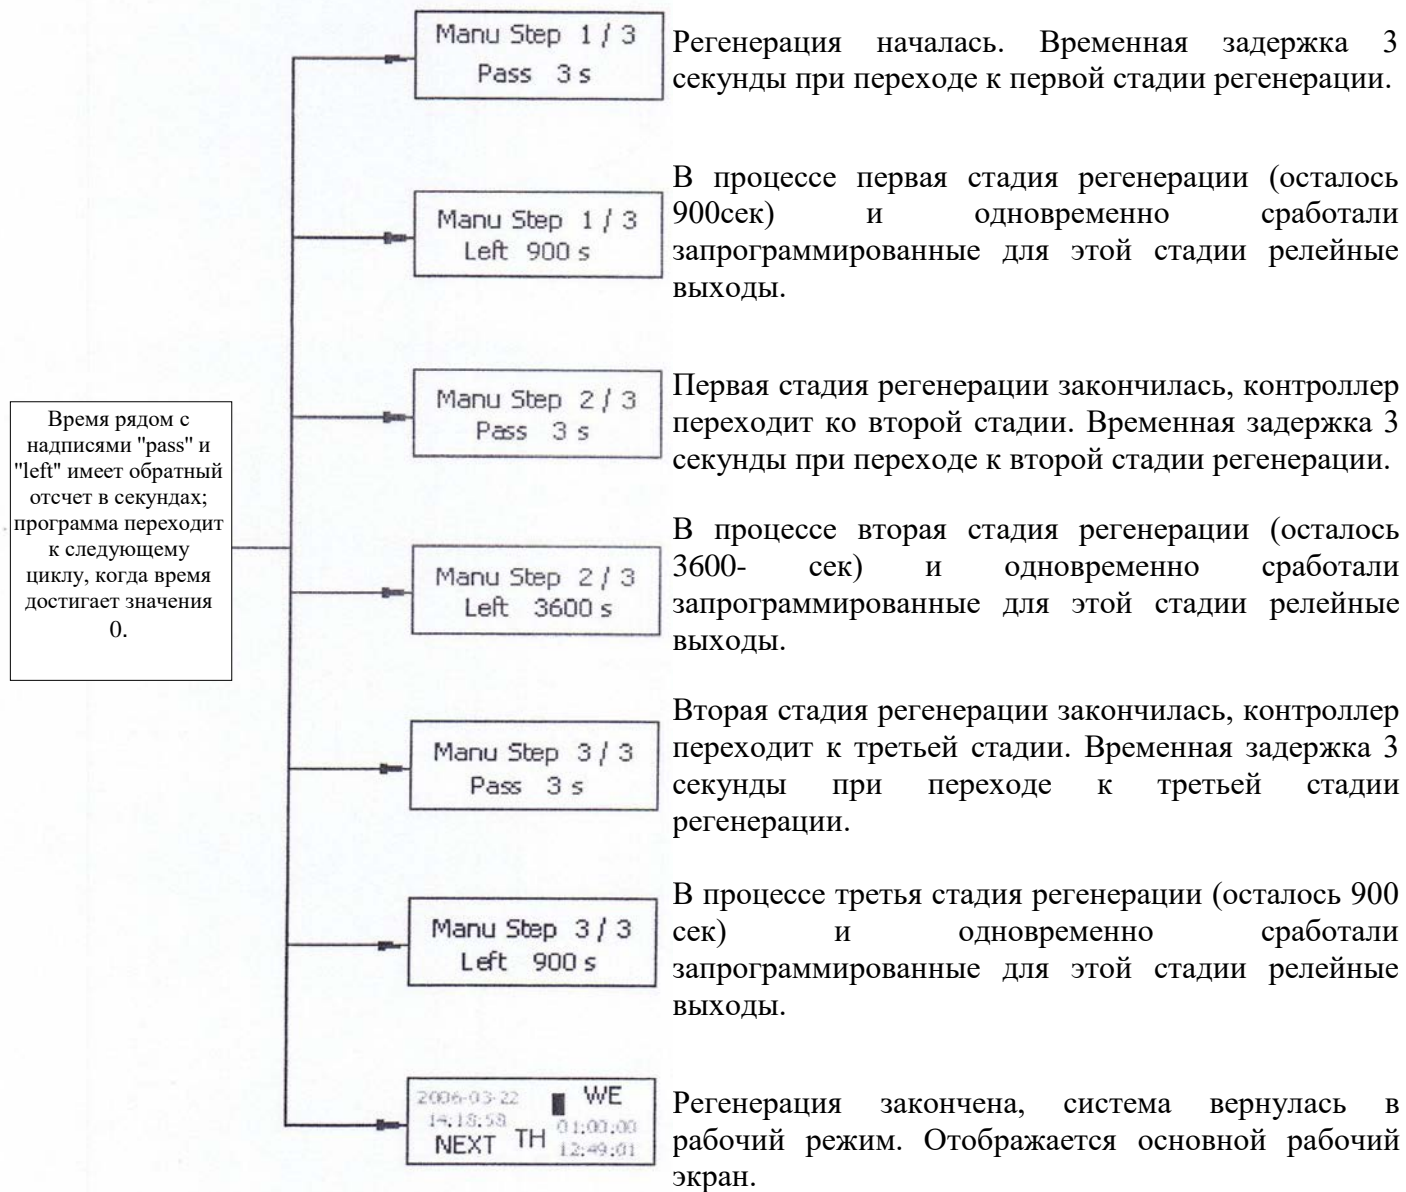 Manu Step 1 / 3
Pass 3 s
Регенерация началась. Временная задержка 3
секунды при переходе к первой стадии регенерации.
Manu Step 1 / 3
Left 900 s
В процессе первая стадия регенерации (осталось
900сек) и одновременно сработали
запрограммированные для этой стадии релейные
выходы.
Время рядом с
надписями "pass" и
"left" имеет обратный
отсчет в секундах;
программа переходит
к следующему
циклу, когда время
достигает значения
0.
Manu Step 2 / 3
Pass 3 s
Первая стадия регенерации закончилась, контроллер
переходит ко второй стадии. Временная задержка 3
секунды при переходе к второй стадии регенерации.
Manu Step 2 / 3
Left 3600 s
В процессе вторая стадия регенерации (осталось
3600- сек) и одновременно сработали
запрограммированные для этой стадии релейные
выходы.
Manu Step 3 / 3
Pass 3 s
Вторая стадия регенерации закончилась, контроллер
переходит к третьей стадии. Временная задержка 3
секунды при переходе к третьей стадии
регенерации.
Manu Step 3 / 3
Left 900 s
В процессе третья стадия регенерации (осталось 900
сек) и одновременно сработали
запрограммированные для этой стадии релейные
выходы.
2006-03-22 WE
14:18:58 01:00:00
NEXT TH 12:49:01
Регенерация закончена, система вернулась в
рабочий режим. Отображается основной рабочий
экран.